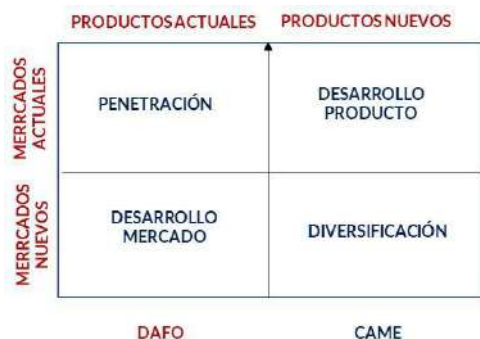 PRODUCTOS ACTUALES
PRODUCTOS NUEVOS
MERRCADOS
ACTUALES
PENETRACIÓN
DESARROLLO
PRODUCTO
MERRCADOS
NUEVOS
DESARROLLO
MERCADO
DIVERSIFICACIÓN
DAFO
CAME